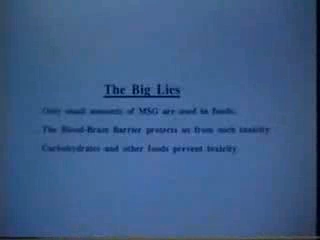 The Big Lies
Only small amounts of MSG are used in foods.
The Blood-Brain Barrier protects us from such toxicity
Carbohydrates and other foods prevent toxicity.